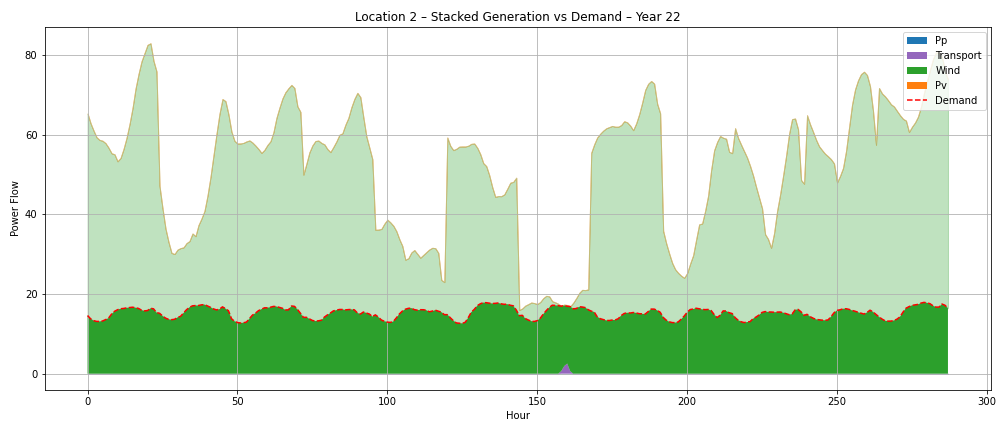 Location 2 – Stacked Generation vs Demand – Year 22
Power Flow
80
60
40
20
0
Pp
Transport
Wind
Pv
Demand
0 50 100 150 200 250 300
Hour